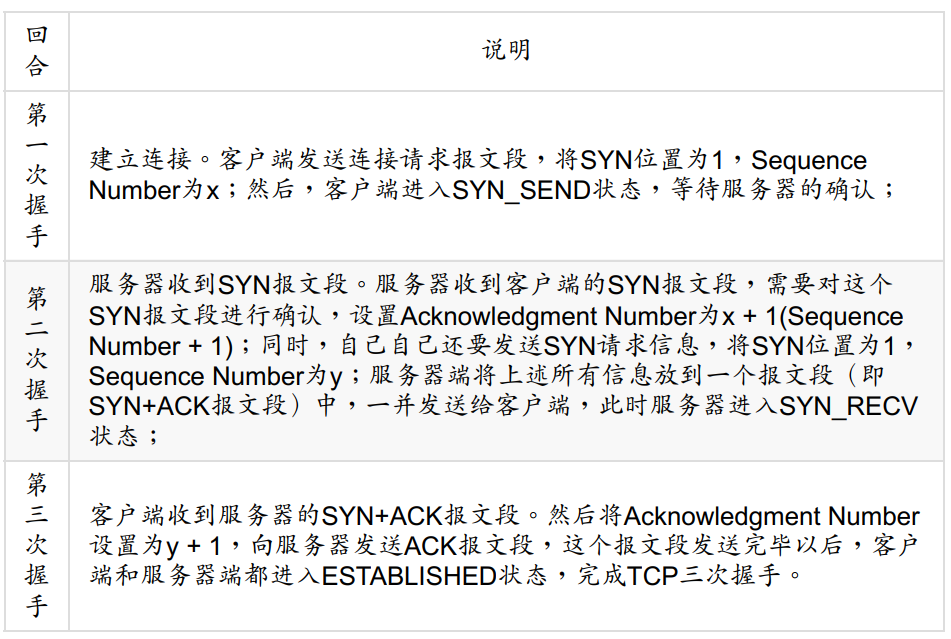 回
合
说明
第
一
次
握
手
建立连接。客户端发送连接请求报文段，将SYN位置为1，Sequence
Number为x；然后，客户端进入SYN_SEND状态，等待服务器的确认；
第
二
次
握
手
服务器收到SYN报文段。服务器收到客户端的SYN报文段，需要对这个
SYN报文段进行确认，设置Acknowledgment Number为x + 1(Sequence
Number + 1)；同时，自己自己还要发送SYN请求信息，将SYN位置为1，
Sequence Number为y；服务器端将上述所有信息放到一个报文段（即
SYN+ACK报文段）中，一并发送给客户端，此时服务器进入SYN_RECV
状态；
第
三
次
握
手
客户端收到服务器的SYN+ACK报文段。然后将Acknowledgment Number
设置为y + 1，向服务器发送ACK报文段，这个报文段发送完毕以后，客户
端和服务器端都进入ESTABLISHED状态，完成TCP三次握手。